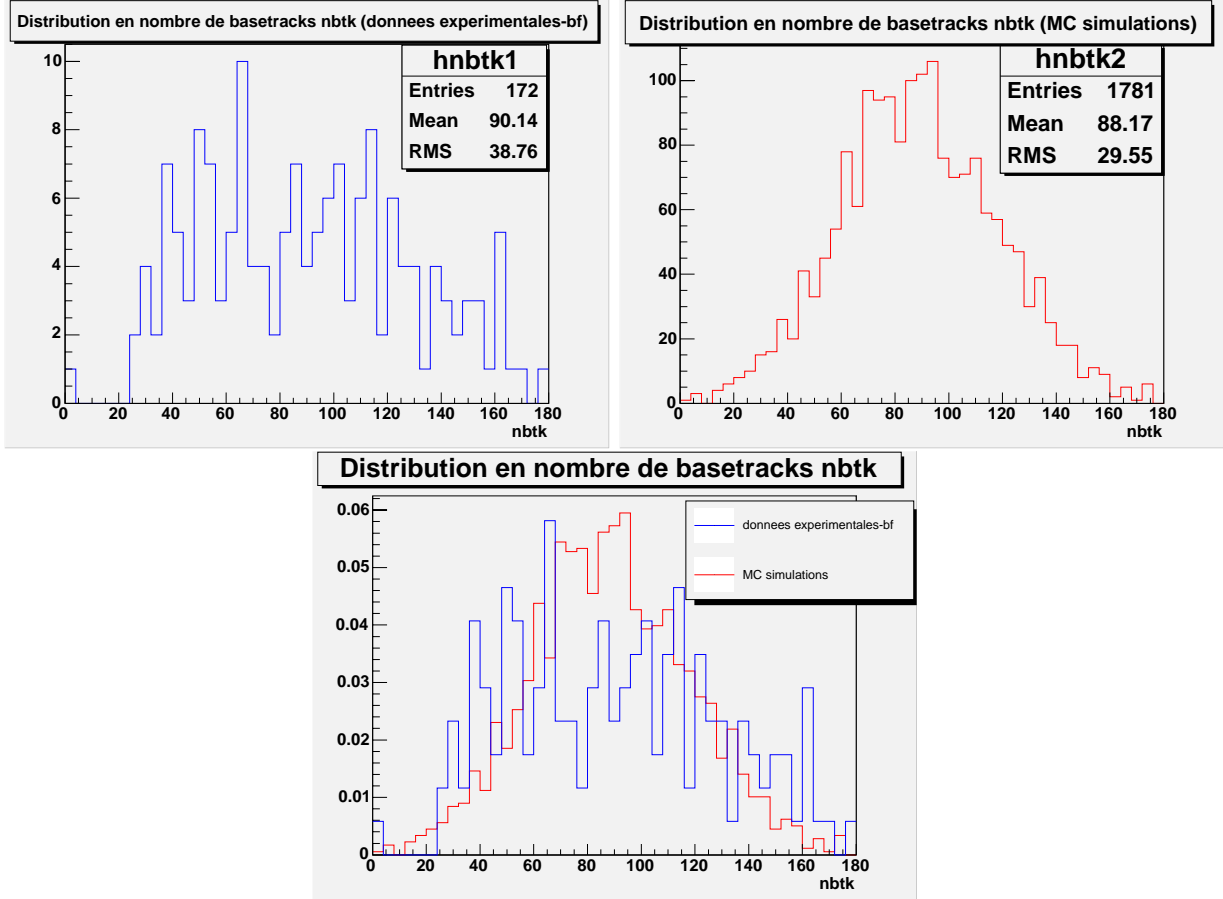 Distribution en nombre de basetracks nbtk (donnees experimentales-bf)
hnbtk1
Entries 172
Mean 90.14
RMS 38.76
10
8
6
4
2
0
0 20 40 60 80 100 120 140 160 180
nbtk
Distribution en nombre de basetracks nbtk (MC simulations)
hnbtk2
Entries 1781
Mean 88.17
RMS 29.55
100
80
60
40
20
0
0 20 40 60 80 100 120 140 160 180
nbtk
Distribution en nombre de basetracks nbtk
donnees experimentales-bf
MC simulations
0.06
0.05
0.04
0.03
0.02
0.01
0
0 20 40 60 80 100 120 140 160 180
nbtk